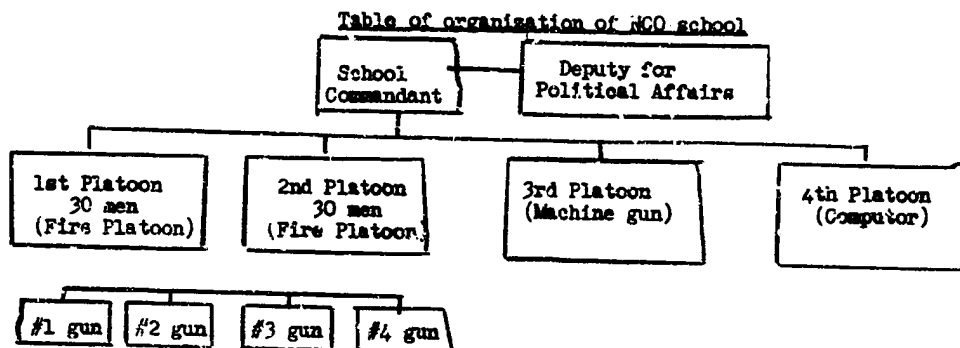 Table of organization of NCO school
School
Commandant
Deputy for
Political Affairs
1st Platoon
30 men
(Fire Platoon)
2nd Platoon
30 men
(Fire Platoon)
3rd Platoon
(Machine gun)
4th Platoon
(Computor)
#1 gun
#2 gun
#3 gun
#4 gun